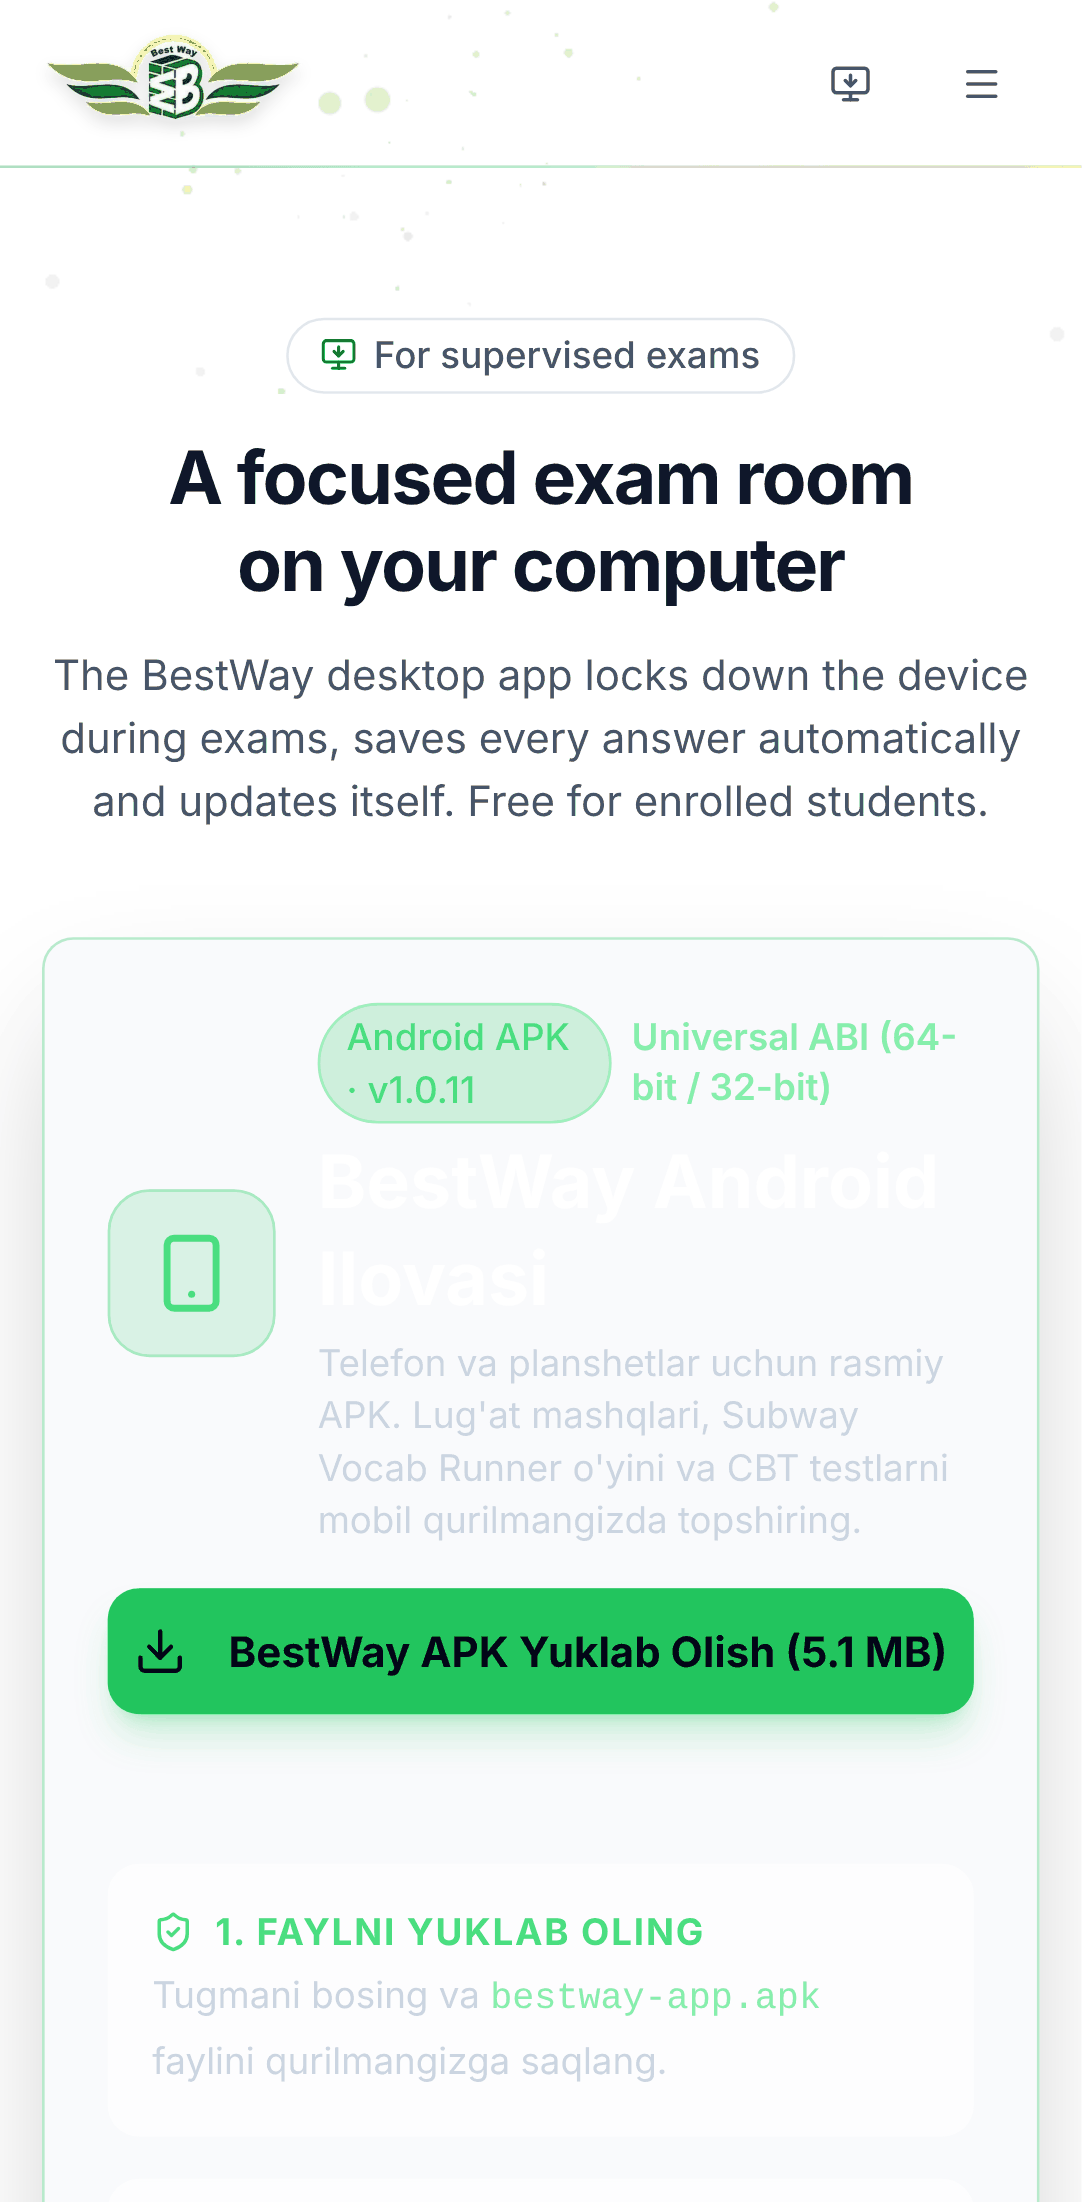 Best Way
For supervised exams
A focused exam room
on your computer
The BestWay desktop app locks down the device
during exams, saves every answer automatically
and updates itself. Free for enrolled students.
Android APK
· v1.0.11
Universal ABI (64-
bit / 32-bit)
BestWay Android
Ilovasi
Telefon va planshetlar uchun rasmiy
APK. Lug'at mashqlari, Subway
Vocab Runner o'yini va CBT testlarni
mobil qurilmangizda topshiring.
BestWay APK Yuklab Olish (5.1 MB)
1. FAYLNI YUKLAB OLING
Tugmani bosing va bestway-app.apk
faylini qurilmangizga saqlang.